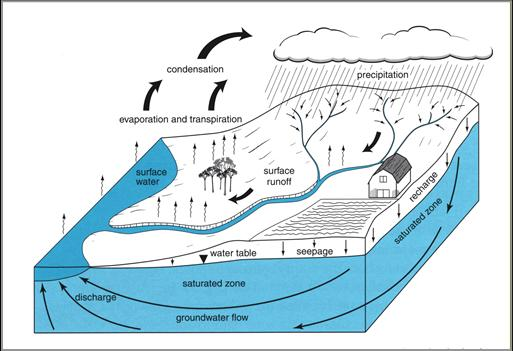 condensation
precipitation
evaporation and transpiration
surface
water
surface
runoff
recharge
saturated zone
water table
seepage
saturated zone
discharge
groundwater flow